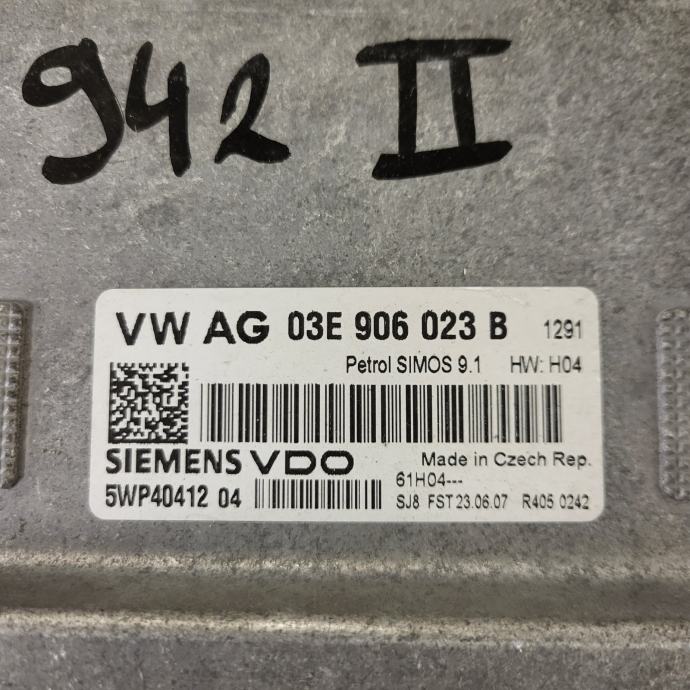 942 II
VW AG 03E 906 023 B 1291
Petrol SIMOS 9.1 HW: H04
SIEMENS VDO Made in Czech Rep.
61H04---
5WP40412 04 SJ8 FST 23.06.07 R405 0242